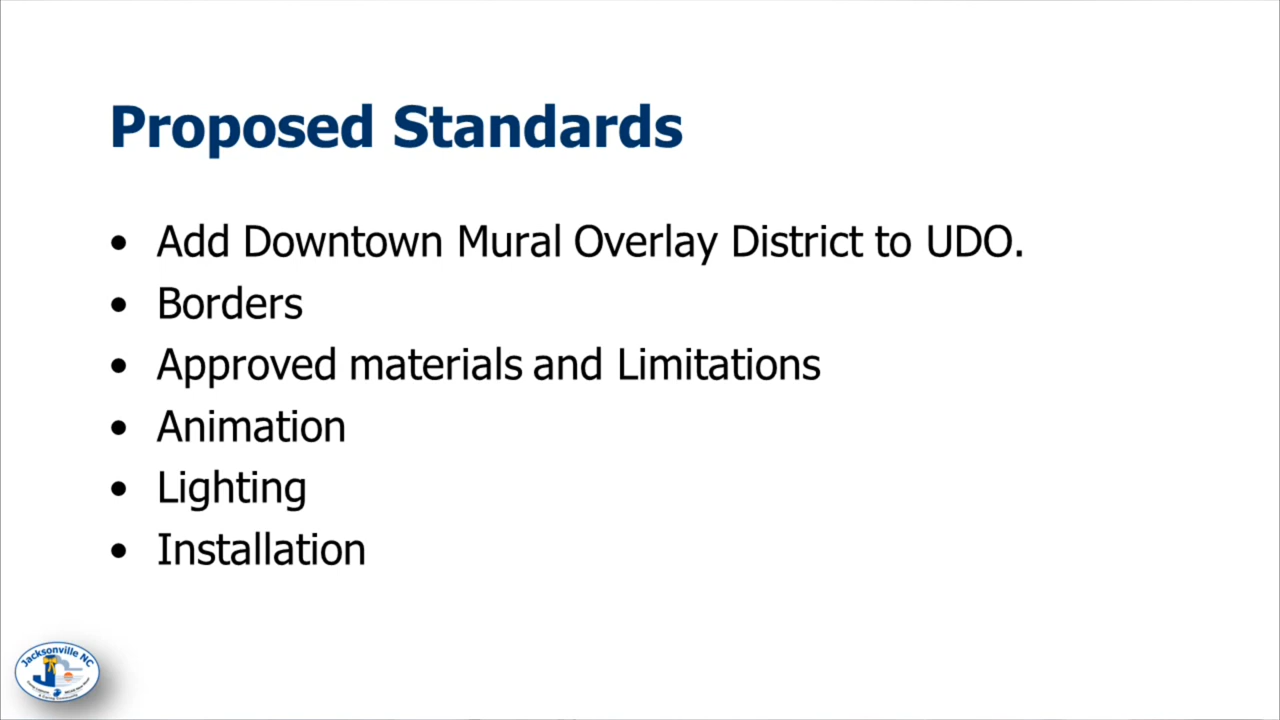 Proposed Standards
• Add Downtown Mural Overlay District to UDO.
• Borders
• Approved materials and Limitations
• Animation
• Lighting
• Installation
Jacksonville NC